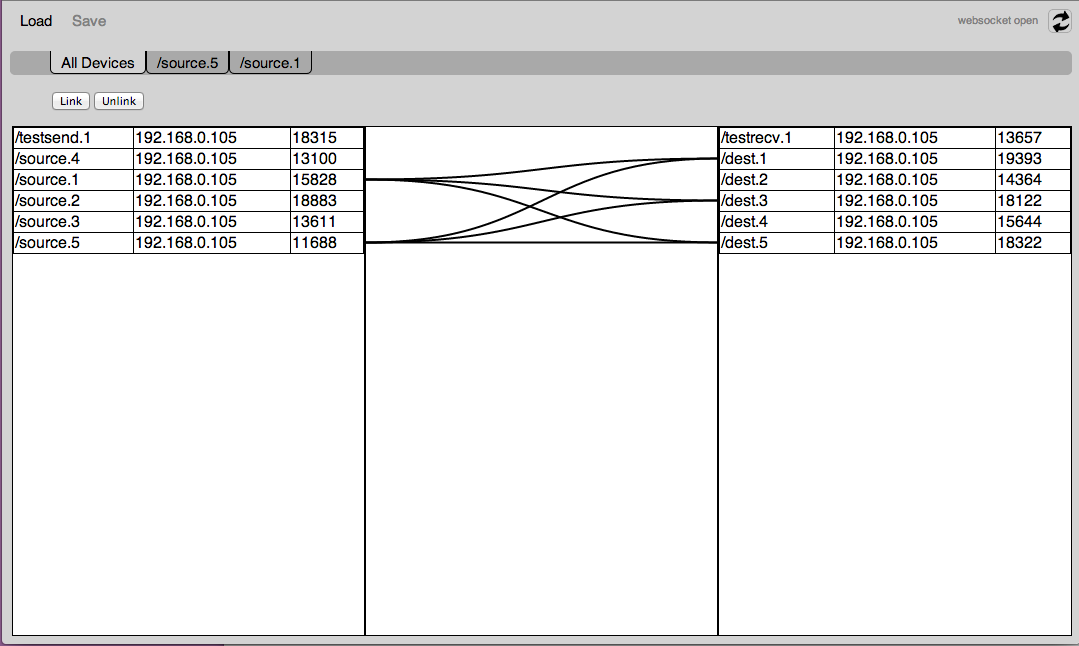 Load Save websocket open
All Devices /source.5 /source.1
Link Unlink
/testsend.1 192.168.0.105 18315 /testrecv.1 192.168.0.105 13657
/source.4 192.168.0.105 13100 /dest.1 192.168.0.105 19393
/source.1 192.168.0.105 15828 /dest.2 192.168.0.105 14364
/source.2 192.168.0.105 18883 /dest.3 192.168.0.105 18122
/source.3 192.168.0.105 13611 /dest.4 192.168.0.105 15644
/source.5 192.168.0.105 11688 /dest.5 192.168.0.105 18322